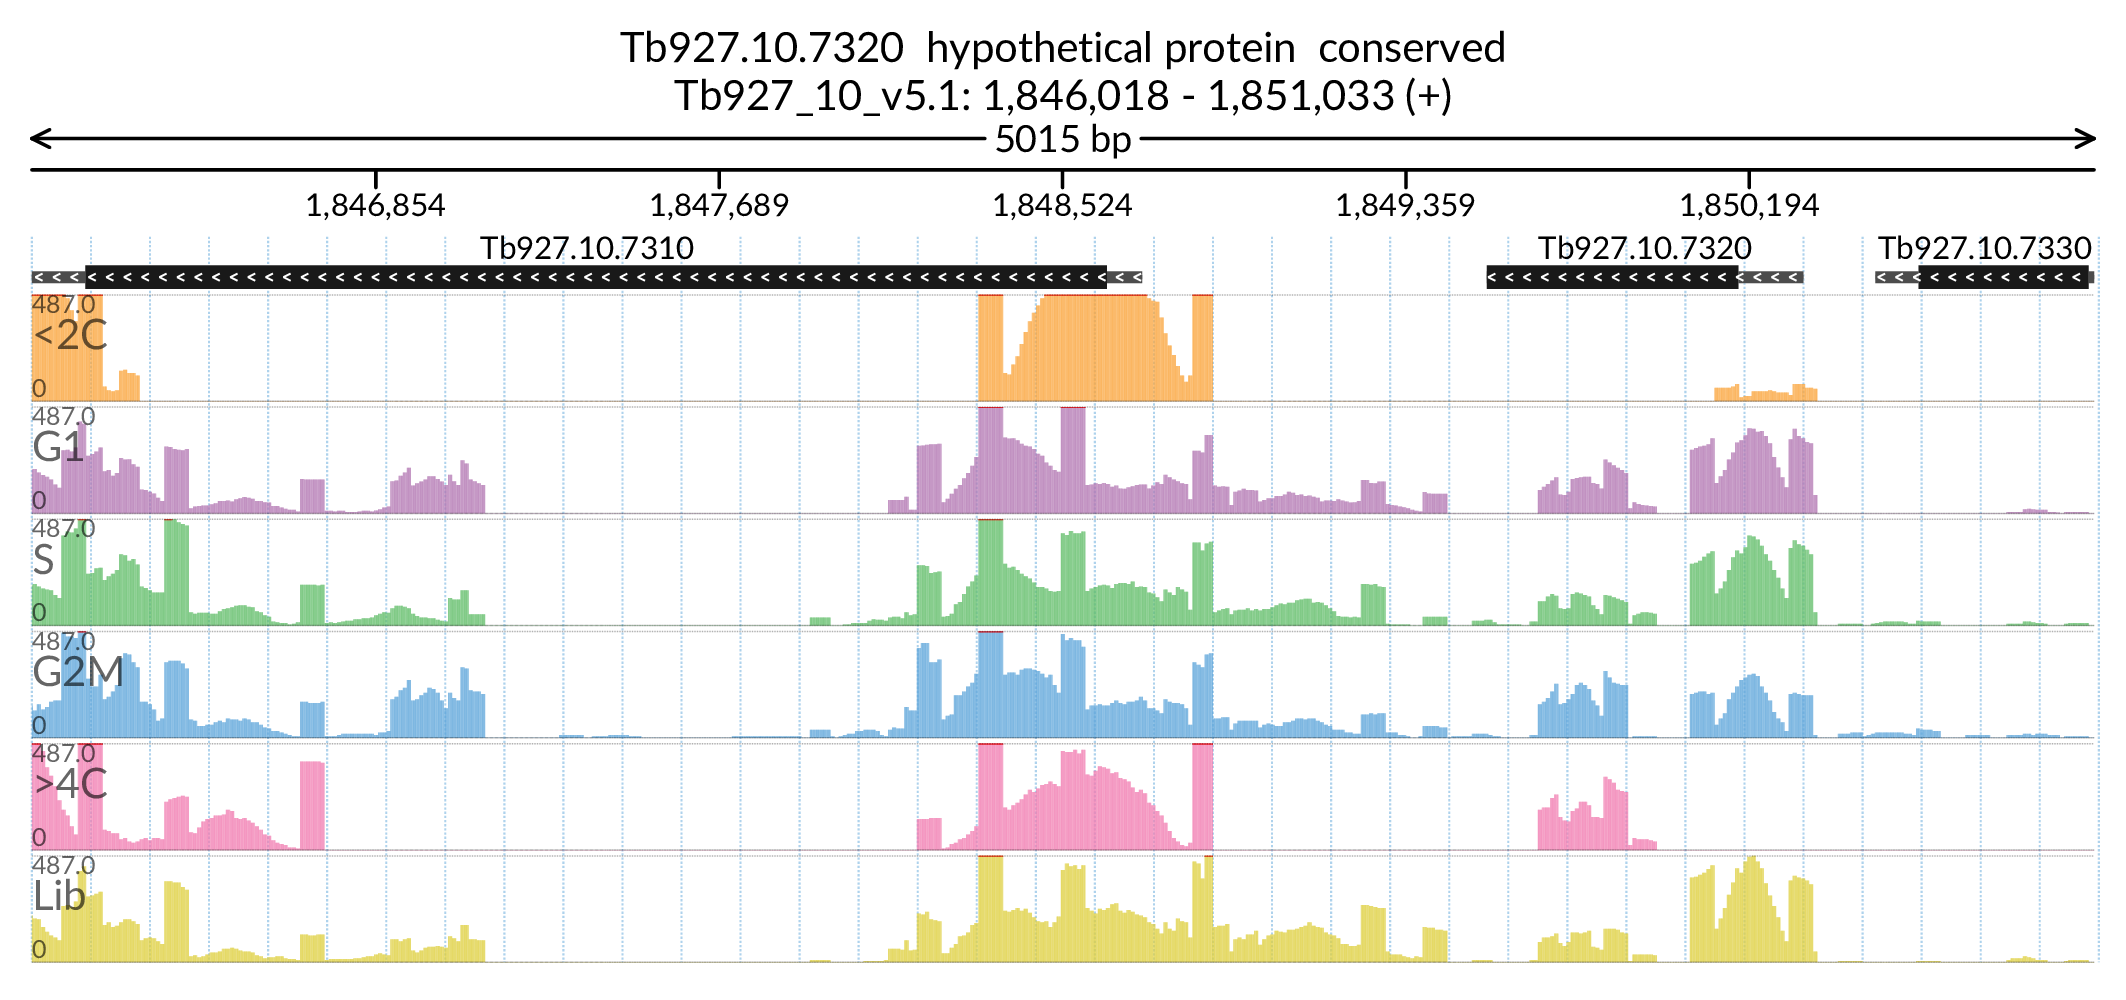 Tb927.10.7320  hypothetical protein  conserved
Tb927_10_v5.1: 1,846,018 - 1,851,033 (+)
5015 bp
1,846,854 1,847,689 1,848,524 1,849,359 1,850,194
Tb927.10.7310 Tb927.10.7320 Tb927.10.7330
487.0
<2C
0
487.0
G1
0
487.0
S
0
487.0
G2M
0
487.0
>4C
0
487.0
Lib
0